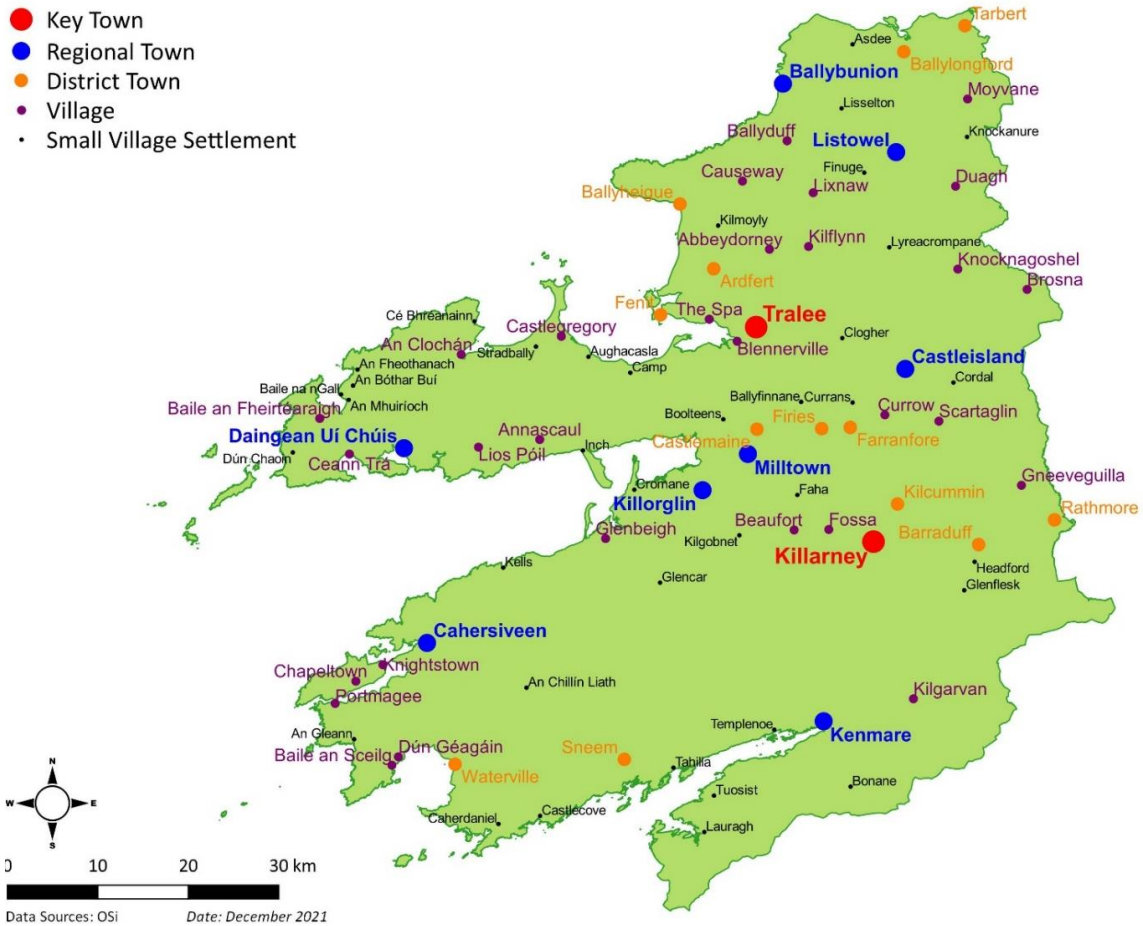 Key Town
Regional Town
District Town
Village
Small Village Settlement
Tarbert
Asdee
Ballylongford
Ballybunion
Moyvane
Lisselton
Ballyduff
Knockanure
Listowel
Finuge
Causeway
Lixnaw
Duagh
Ballyheigue
Kilmoyly
Abbeydorney
Kilflynn
Lyreacrompane
Knocknagoshel
Ardfert
Brosna
Fenit
The Spa
Tralee
Cé Bhréanainn
Castlegregory
Clogher
Blennerville
An Clochán
Stradbally
Aughacasla
Castleisland
An Fheothanach
Camp
Cordal
An Bóthar Buí
Baile na nGall
An Mhuiríoch
Ballyfinnane
Currans
Baile an Fheirtéaraigh
Boolteens
Firies
Currow
Scartaglin
Annascaul
Castlemaine
Farranfore
Daingean Uí Chúis
Inch
Dún Chaoin
Ceann Trá
Lios Póil
Milltown
Gneeveguilla
Cromane
Faha
Killorglin
Kilcummin
Rathmore
Glenbeigh
Beaufort
Fossa
Kilgobnet
Barraduff
Killarney
Kells
Headford
Glencar
Glenflesk
Cahersiveen
Knightstown
Chapeltown
An Chillín Liath
Portmagee
Kilgarvan
Templenoe
An Gleann
Kenmare
Dún Géagáin
Baile an Sceilg
Sneem
Waterville
Tahilla
Bonane
Tuosist
Castlecove
Caherdaniel
Lauragh
N
W E
S
0 10 20 30 km
Data Sources: OSi Date: December 2021